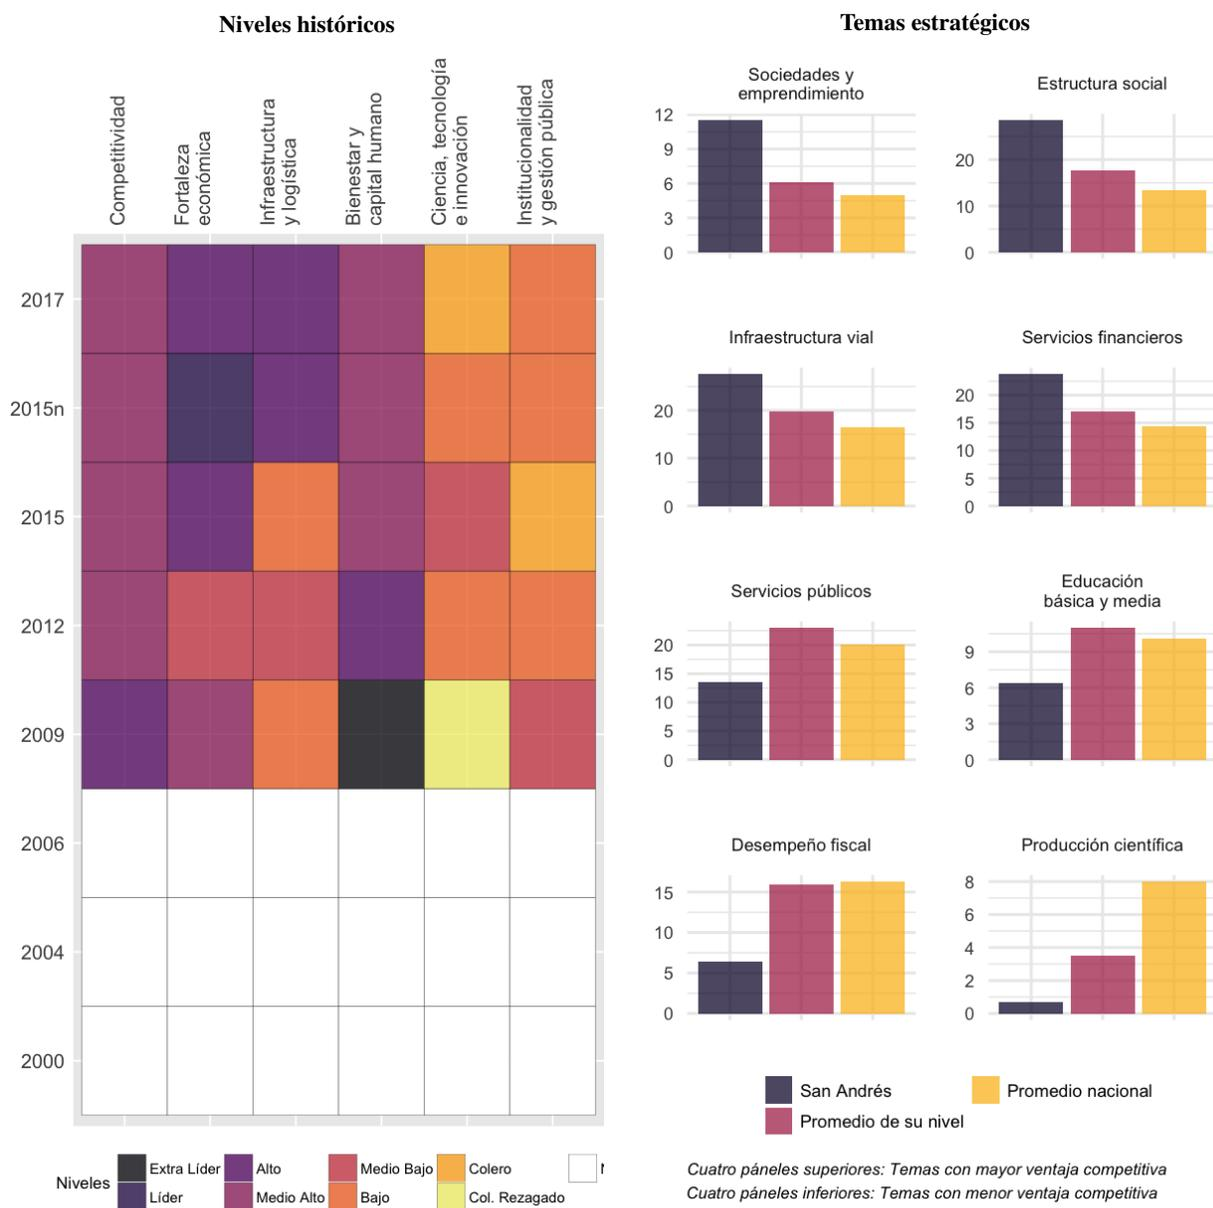 Niveles históricos
Competitividad
Fortaleza
económica
Infraestructura
y logística
Bienestar y
capital humano
Ciencia, tecnología
e innovación
Institucionalidad
y gestión pública
2017
2015n
2015
2012
2009
2006
2004
2000
Niveles
Extra Líder
Líder
Alto
Medio Alto
Medio Bajo
Bajo
Colero
Col. Rezagado
Temas estratégicos
Sociedades y
emprendimiento
12
9
6
3
0
Estructura social
20
10
0
Infraestructura vial
20
10
0
Servicios financieros
20
15
10
5
0
Servicios públicos
20
15
10
5
0
Educación
básica y media
9
6
3
0
Desempeño fiscal
15
10
5
0
Producción científica
8
6
4
2
0
San Andrés
Promedio nacional
Promedio de su nivel
Cuatro páneles superiores: Temas con mayor ventaja competitiva
Cuatro páneles inferiores: Temas con menor ventaja competitiva